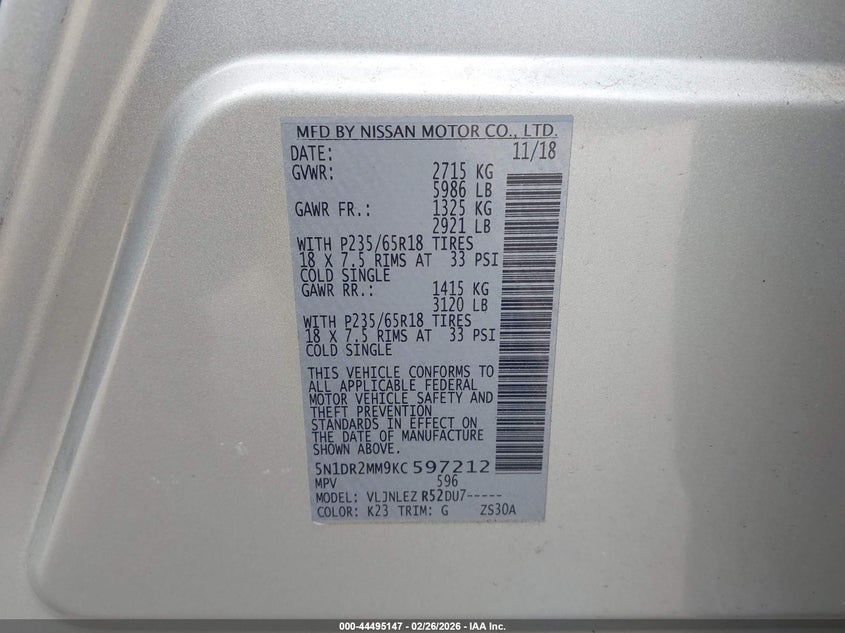 MFD BY NISSAN MOTOR CO., LTD.
DATE: 11/18
GVWR: 2715 KG
5986 LB
GAWR FR.: 1325 KG
2921 LB
WITH P235/65R18 TIRES
18 X 7.5 RIMS AT 33 PSI
COLD SINGLE
GAWR RR.: 1415 KG
3120 LB
WITH P235/65R18 TIRES
18 X 7.5 RIMS AT 33 PSI
COLD SINGLE
THIS VEHICLE CONFORMS TO
ALL APPLICABLE FEDERAL
MOTOR VEHICLE SAFETY AND
THEFT PREVENTION
STANDARDS IN EFFECT ON
THE DATE OF MANUFACTURE
SHOWN ABOVE.
5N1DR2MM9KC597212
MPV 596
MODEL: VLJNLEZ R52DU7-----
COLOR: K23 TRIM: G ZS30A
000-44495147 - 02/26/2026 - IAA Inc.